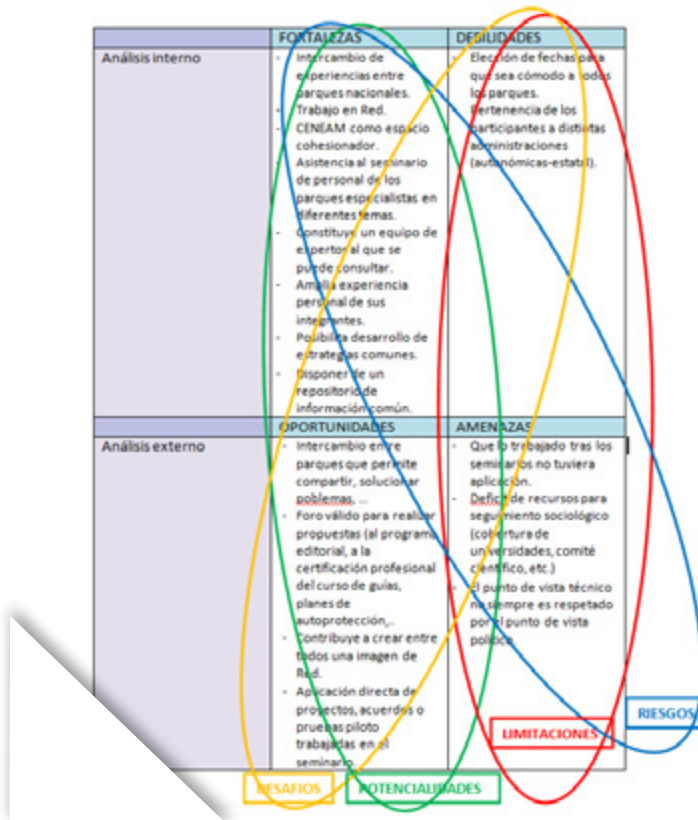 FORTALEZAS
DEBILIDADES
Análisis interno
- Intercambio de
experiencias entre
parques nacionales.
- Trabajo en Red.
- CENEAM como espacio
cohesionador.
- Asistencia al seminario
de personal de los
parques especialistas en
diferentes temas.
- Constituye un equipo de
expertos al que se
puede consultar.
- Amplia experiencia
personal de sus
integrantes.
- Posibilita desarrollo de
estrategias comunes.
- Disponer de un
repositorio de
información común.
- Elección de fechas para
que sea cómodo a todos
los parques.
- Pertenencia de los
participantes a distintas
administraciones
(autonómicas-estatal).
OPORTUNIDADES
AMENAZAS
Análisis externo
- Intercambio entre
parques que permite
compartir, solucionar
poblemas, ...
- Foro válido para realizar
propuestas (al programa
editorial, a la
certificación profesional
del curso de guías,
planes de
autoprotección,..
- Contribuye a crear entre
todos una imagen de
Red.
- Aplicación directa de
proyectos, acuerdos o
pruebas piloto
trabajadas en el
seminario.
- Que lo trabajado tras los
seminarios no tuviera
aplicación.
- Deficit de recursos para
seguimiento sociológico
(cobertura de
universidades, comité
científico, etc.)
- El punto de vista técnico
no siempre es respetado
por el punto de vista
político.
RIESGOS
LIMITACIONES
DESAFIOS
POTENCIALIDADES